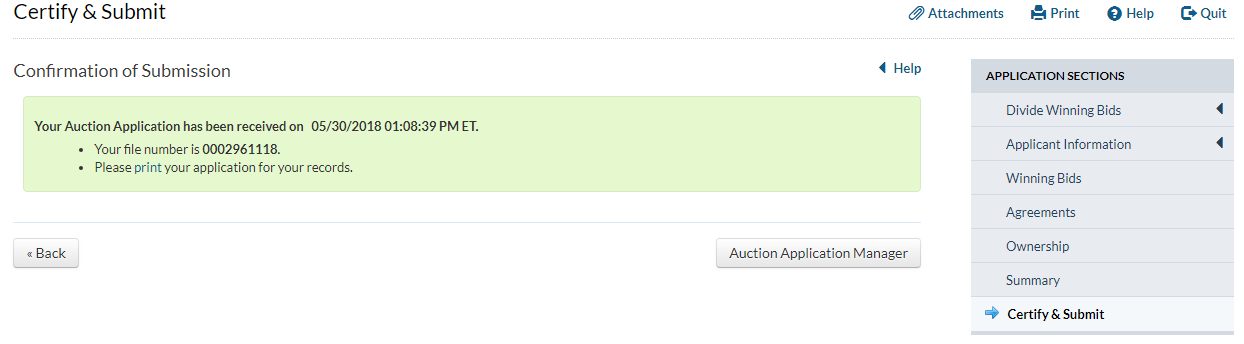 Certify & Submit
Attachments
Print
Help
Quit
Confirmation of Submission
Help
Your Auction Application has been received on 05/30/2018 01:08:39 PM ET.
• Your file number is 0002961118.
• Please print your application for your records.
« Back
Auction Application Manager
APPLICATION SECTIONS
Divide Winning Bids
Applicant Information
Winning Bids
Agreements
Ownership
Summary
Certify & Submit